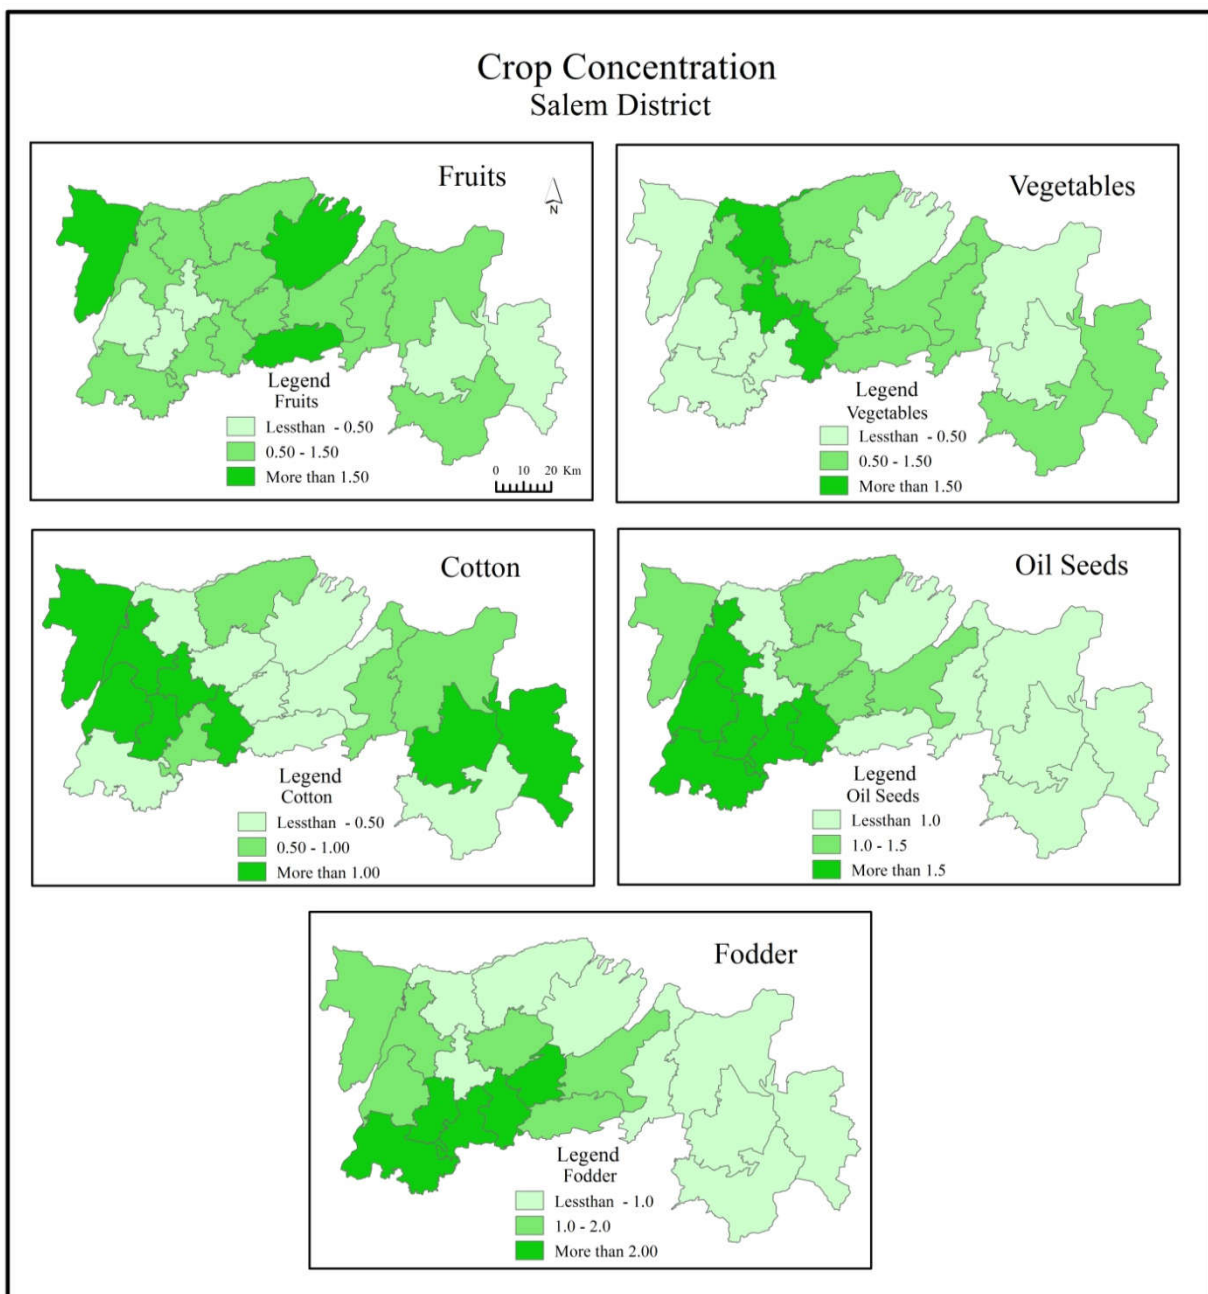 Crop Concentration
Salem District
Fruits
N
Legend
Fruits
Lessthan - 0.50
0.50 - 1.50
More than 1.50
0 10 20 Km
Vegetables
Legend
Vegetables
Lessthan - 0.50
0.50 - 1.50
More than 1.50
Cotton
Legend
Cotton
Lessthan - 0.50
0.50 - 1.00
More than 1.00
Oil Seeds
Legend
Oil Seeds
Lessthan 1.0
1.0 - 1.5
More than 1.5
Fodder
Legend
Fodder
Lessthan - 1.0
1.0 - 2.0
More than 2.00